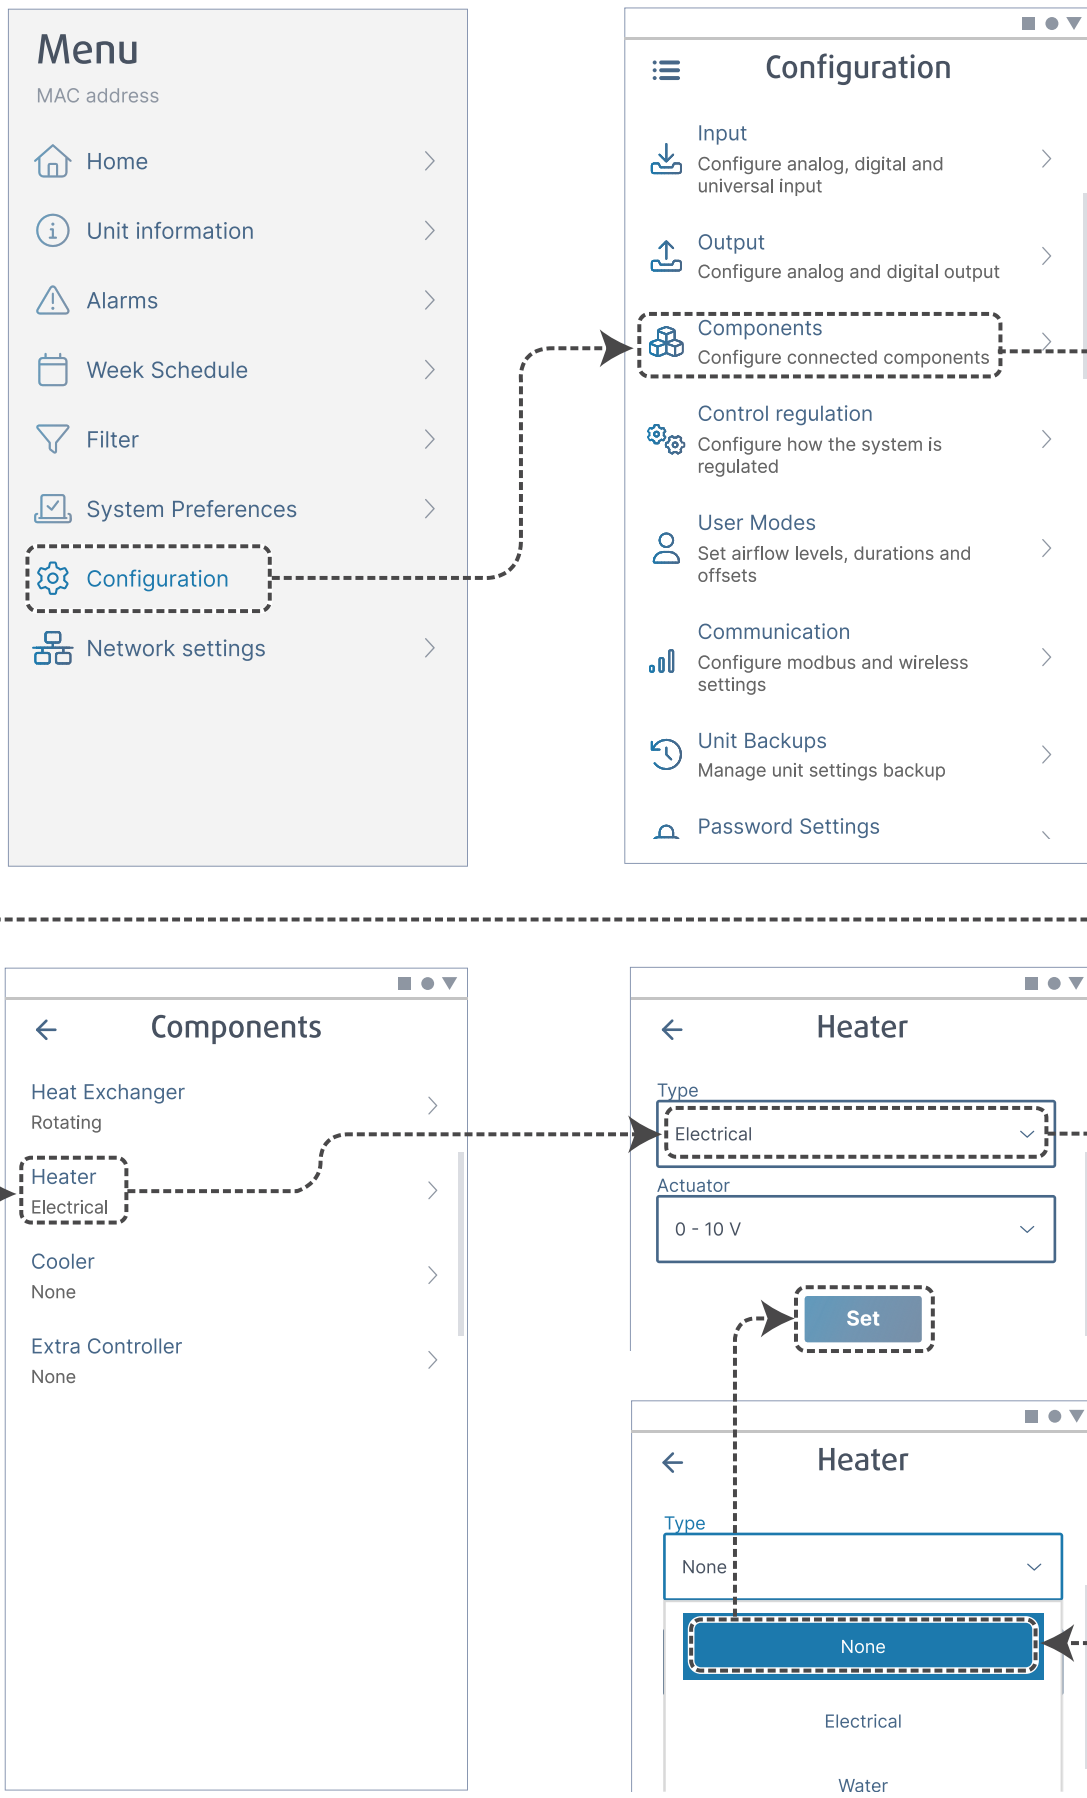 Menu
MAC address
Home
Unit information
Alarms
Week Schedule
Filter
System Preferences
Configuration
Network settings
Configuration
Input
Configure analog, digital and
universal input
Output
Configure analog and digital output
Components
Configure connected components
Control regulation
Configure how the system is
regulated
User Modes
Set airflow levels, durations and
offsets
Communication
Configure modbus and wireless
settings
Unit Backups
Manage unit settings backup
Password Settings
Components
Heat Exchanger
Rotating
Heater
Electrical
Cooler
None
Extra Controller
None
Heater
Type
Electrical
Actuator
0 - 10 V
Set
Heater
Type
None
None
Electrical
Water